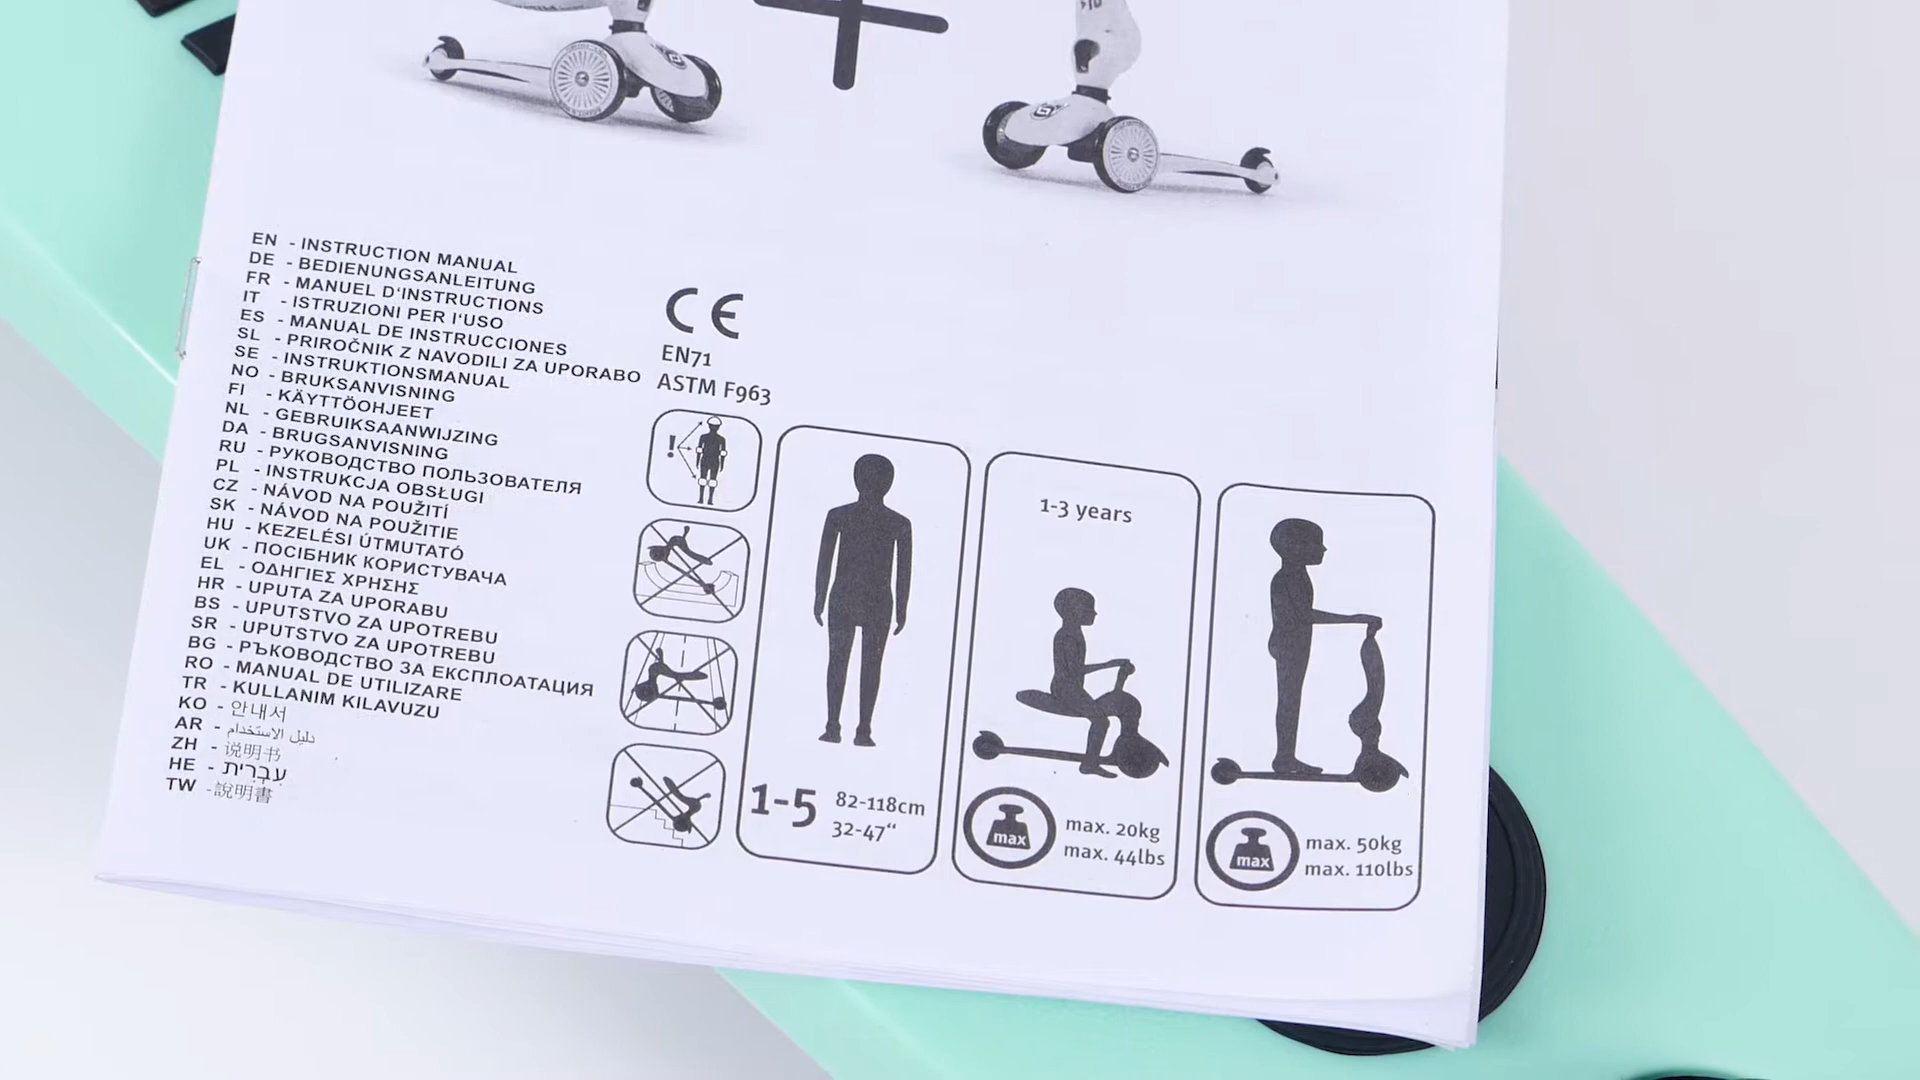 EN - INSTRUCTION MANUAL
DE - BEDIENUNGSANLEITUNG
FR - MANUEL D‘INSTRUCTIONS
IT - ISTRUZIONI PER I‘USO
ES - MANUAL DE INSTRUCCIONES
SL - PRIROČNIK Z NAVODILI ZA UPORABO
SE - INSTRUKTIONSMANUAL
NO - BRUKSANVISNING
FI - KÄYTTÖOHJEET
NL - GEBRUIKSAANWIJZING
DA - BRUGSANVISNING
RU - РУКОВОДСТВО ПОЛЬЗОВАТЕЛЯ
PL - INSTRUKCJA OBSŁUGI
CZ - NÁVOD NA POUŽITÍ
SK - NÁVOD NA POUŽITIE
HU - KEZELÉSI ÚTMUTATÓ
UK - ПОСІБНИК КОРИСТУВАЧА
EL - ΟΔΗΓΙΕΣ ΧΡΗΣΗΣ
HR - UPUTA ZA UPORABU
BS - UPUTSTVO ZA UPOTREBU
SR - UPUTSTVO ZA UPOTREBU
BG - РЪКОВОДСТВО ЗА ЕКСПЛОАТАЦИЯ
RO - MANUAL DE UTILIZARE
TR - KULLANIM KILAVUZU
KO - 안내서
AR - دليل الاستخدام
ZH - 说明书
HE - עִבְרִית
TW -説明書
CE
EN71
ASTM F963
!
1-5
82-118cm
32-47“
1-3 years
max
max. 20kg
max. 44lbs
max
max. 50kg
max. 110lbs